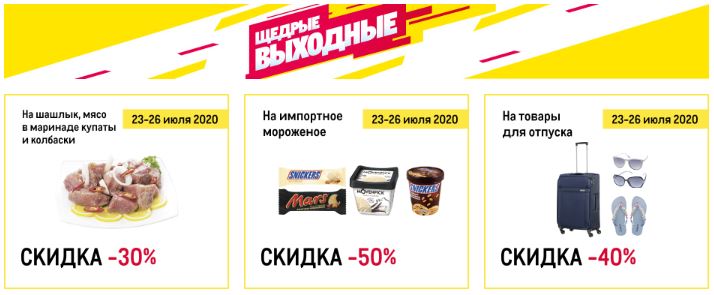 ЩЕДРЫЕ
ВЫХОДНЫЕ
На шашлык, мясо
в маринаде купаты
и колбаски
23-26 июля 2020
SNICKERS
Mars
MÖVENPICK
SNICKERS
СКИДКА -30%
На импортное
мороженое
23-26 июля 2020
СКИДКА -50%
На товары
для отпуска
23-26 июля 2020
СКИДКА -40%